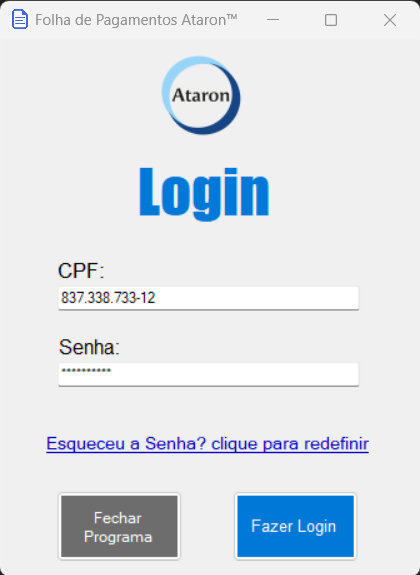 Folha de Pagamentos Ataron™
Ataron
Login
CPF:
837.338.733-12
Senha:
**********
Esqueceu a Senha? clique para redefinir
Fechar
Programa
Fazer Login